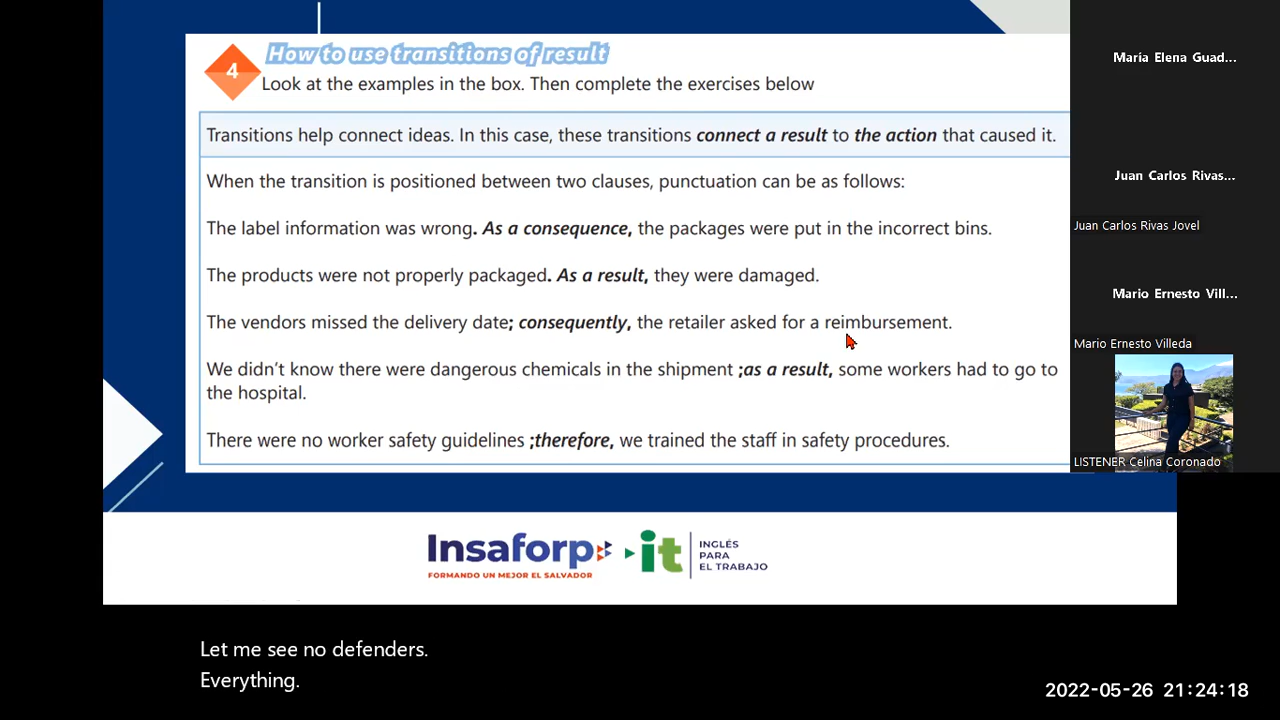 4
How to use transitions of result
Look at the examples in the box. Then complete the exercises below
Transitions help connect ideas. In this case, these transitions connect a result to the action that caused it.
When the transition is positioned between two clauses, punctuation can be as follows:
The label information was wrong. As a consequence, the packages were put in the incorrect bins.
The products were not properly packaged. As a result, they were damaged.
The vendors missed the delivery date; consequently, the retailer asked for a reimbursement.
We didn't know there were dangerous chemicals in the shipment ;as a result, some workers had to go to
the hospital.
There were no worker safety guidelines ;therefore, we trained the staff in safety procedures.
María Elena Guad...
Juan Carlos Rivas...
Juan Carlos Rivas Jovel
Mario Ernesto Vill...
Mario Ernesto Villeda
LISTENER Celina Coronado
Insaforp
FORMANDO UN MEJOR EL SALVADOR
it
INGLÉS
PARA
EL TRABAJO
Let me see no defenders.
Everything.
2022-05-26 21:24:18